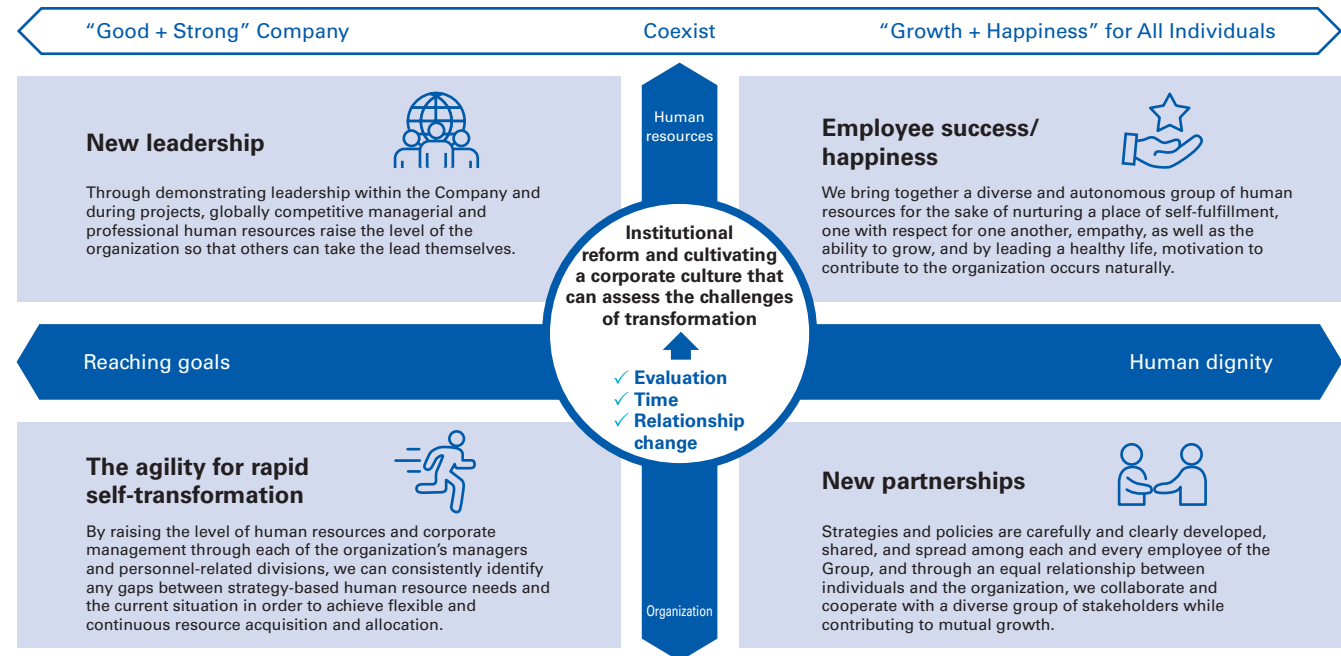 “Good + Strong” Company
Coexist
“Growth + Happiness” for All Individuals
Human
resources
New leadership
Through demonstrating leadership within the Company and
during projects, globally competitive managerial and
professional human resources raise the level of the
organization so that others can take the lead themselves.
Employee success/
happiness
We bring together a diverse and autonomous group of human
resources for the sake of nurturing a place of self-fulfillment,
one with respect for one another, empathy, as well as the
ability to grow, and by leading a healthy life, motivation to
contribute to the organization occurs naturally.
Institutional
reform and cultivating
a corporate culture that
can assess the challenges
of transformation
✓ Evaluation
✓ Time
✓ Relationship
change
Reaching goals
Human dignity
The agility for rapid
self-transformation
By raising the level of human resources and corporate
management through each of the organization’s managers
and personnel-related divisions, we can consistently identify
any gaps between strategy-based human resource needs and
the current situation in order to achieve flexible and
continuous resource acquisition and allocation.
New partnerships
Strategies and policies are carefully and clearly developed,
shared, and spread among each and every employee of the
Group, and through an equal relationship between
individuals and the organization, we collaborate and
cooperate with a diverse group of stakeholders while
contributing to mutual growth.
Organization